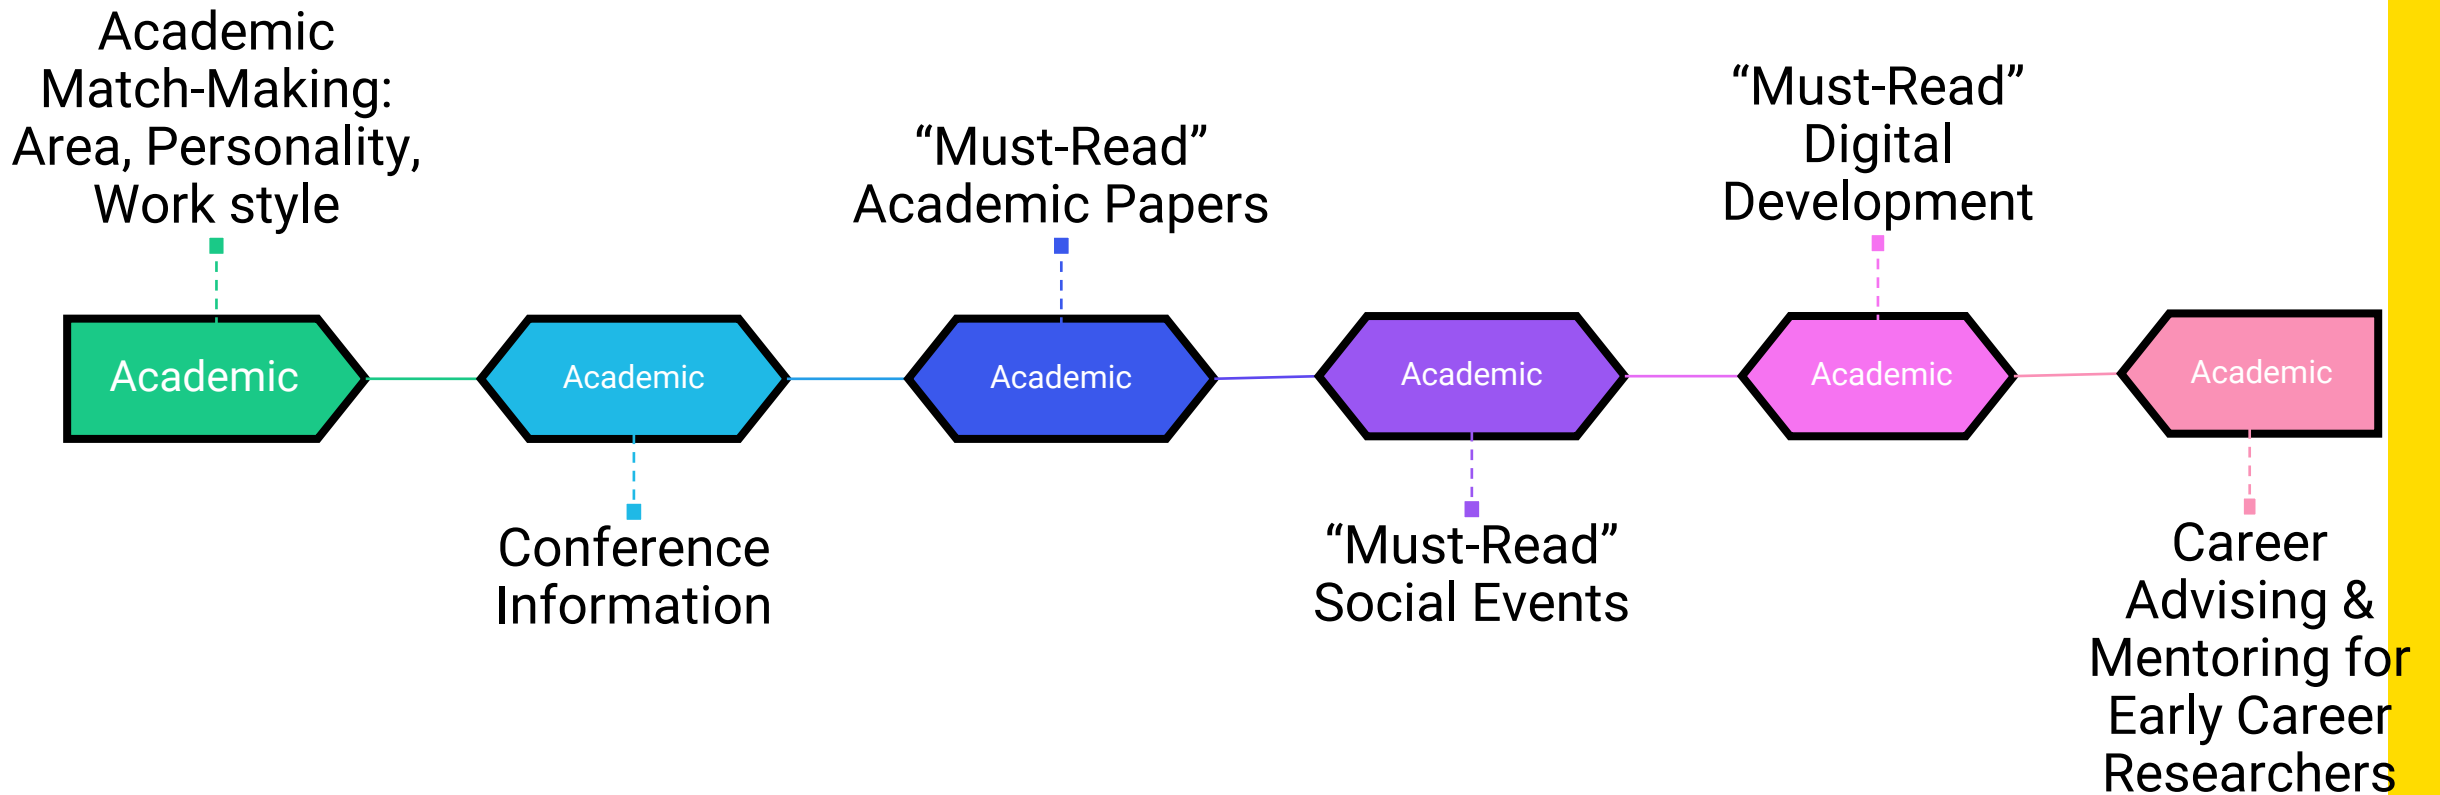 Academic
Match-Making:
Area, Personality,
Work style
“Must-Read”
Academic Papers
“Must-Read”
Digital
Development
Academic
Academic
Academic
Academic
Academic
Academic
Conference
Information
“Must-Read”
Social Events
Career
Advising &
Mentoring for
Early Career
Researchers